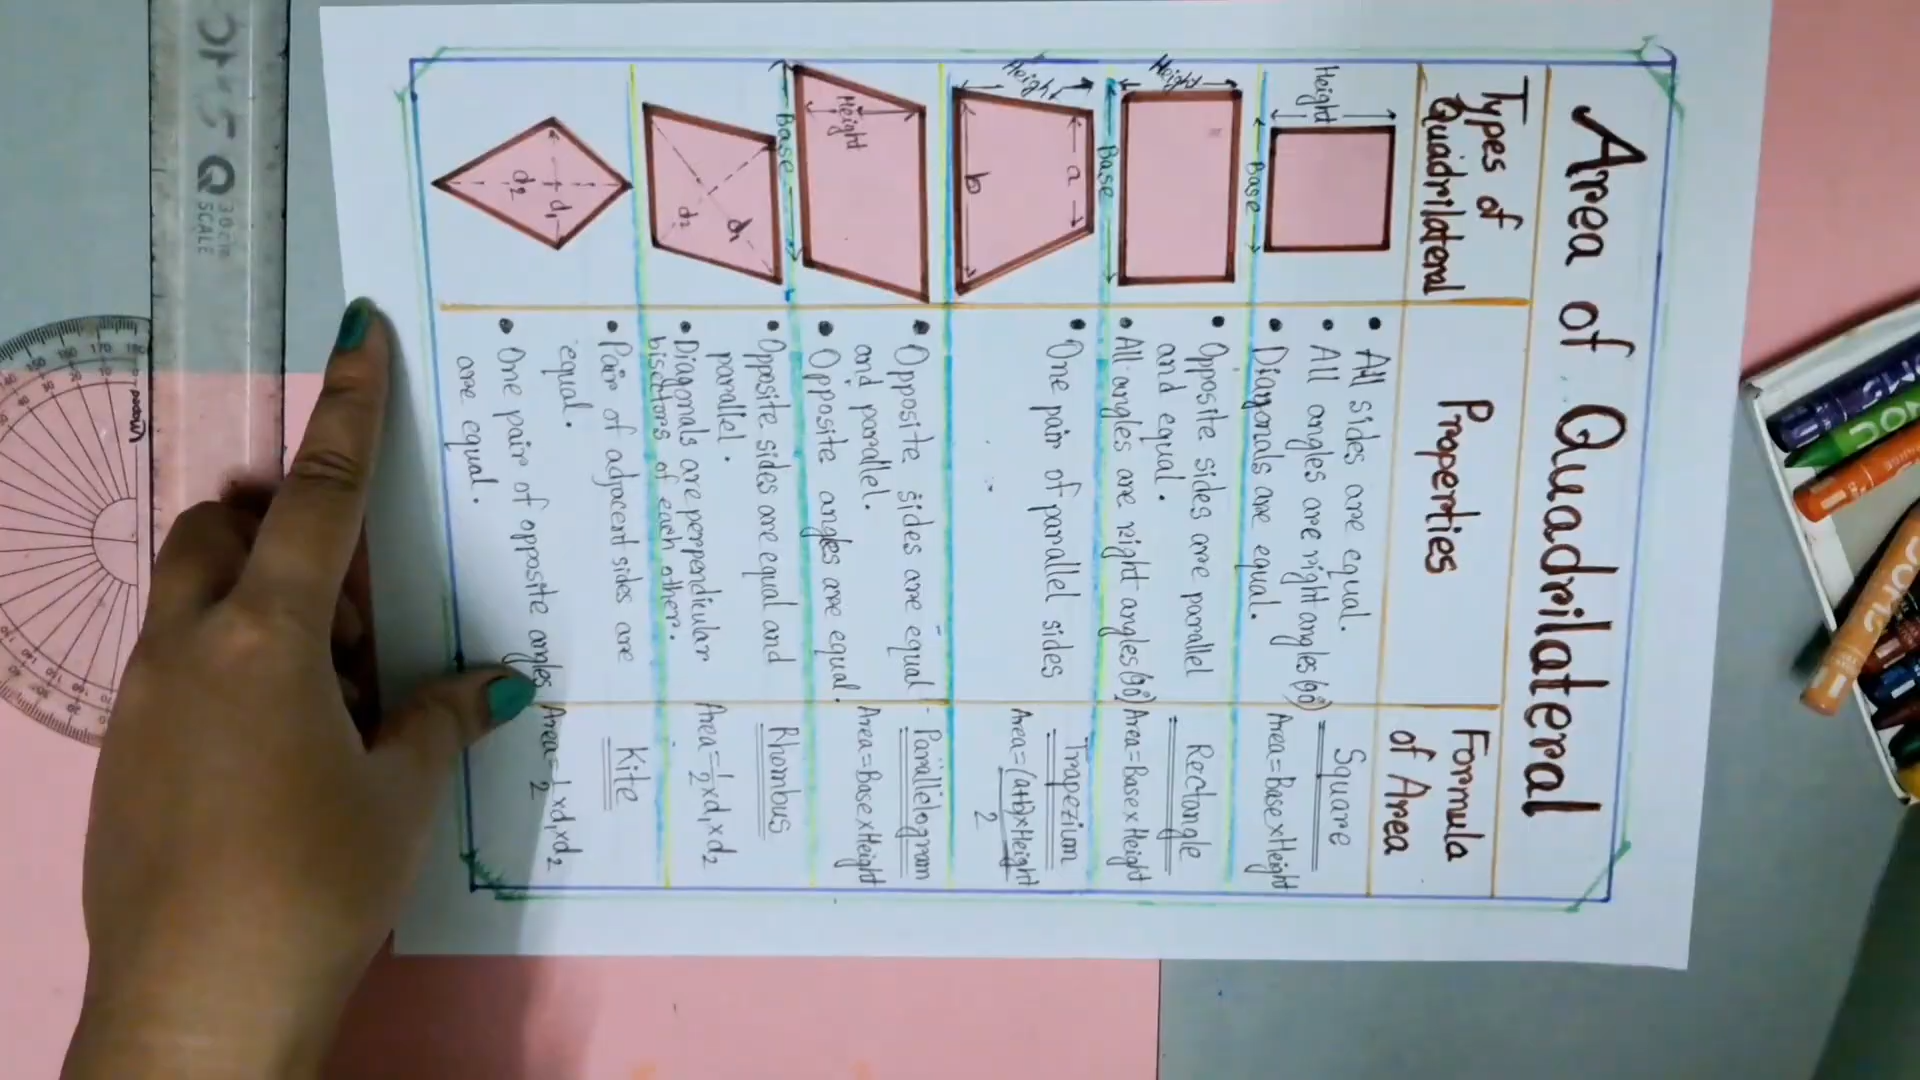 Area of Quadrilateral
Types of
Quadrilateral
Properties
Formula
of Area
Height
Base
• All sides are equal.
• All angles are right angles (90°)
• Diagonals are equal.
Square
Area = Base x Height
Height
Base
• Opposite sides are parallel
and equal.
• All angles are right angles (90°)
Rectangle
Area = Base x Height
Height
a
b
• One pair of parallel sides
Trapezium
Area = (a+b) x Height
2
Height
Base
• Opposite sides are equal
and parallel.
• Opposite angles are equal.
Parallelogram
Area = Base x Height
d1
d2
• Opposite sides are equal and
parallel.
• Diagonals are perpendicular
bisectors of each other.
Rhombus
Area = 1/2 x d1 x d2
d1
d2
• Pair of adjacent sides are
equal.
• One pair of opposite angles
are equal.
Kite
Area = 1/2 x d1 x d2
30cm
SCALE